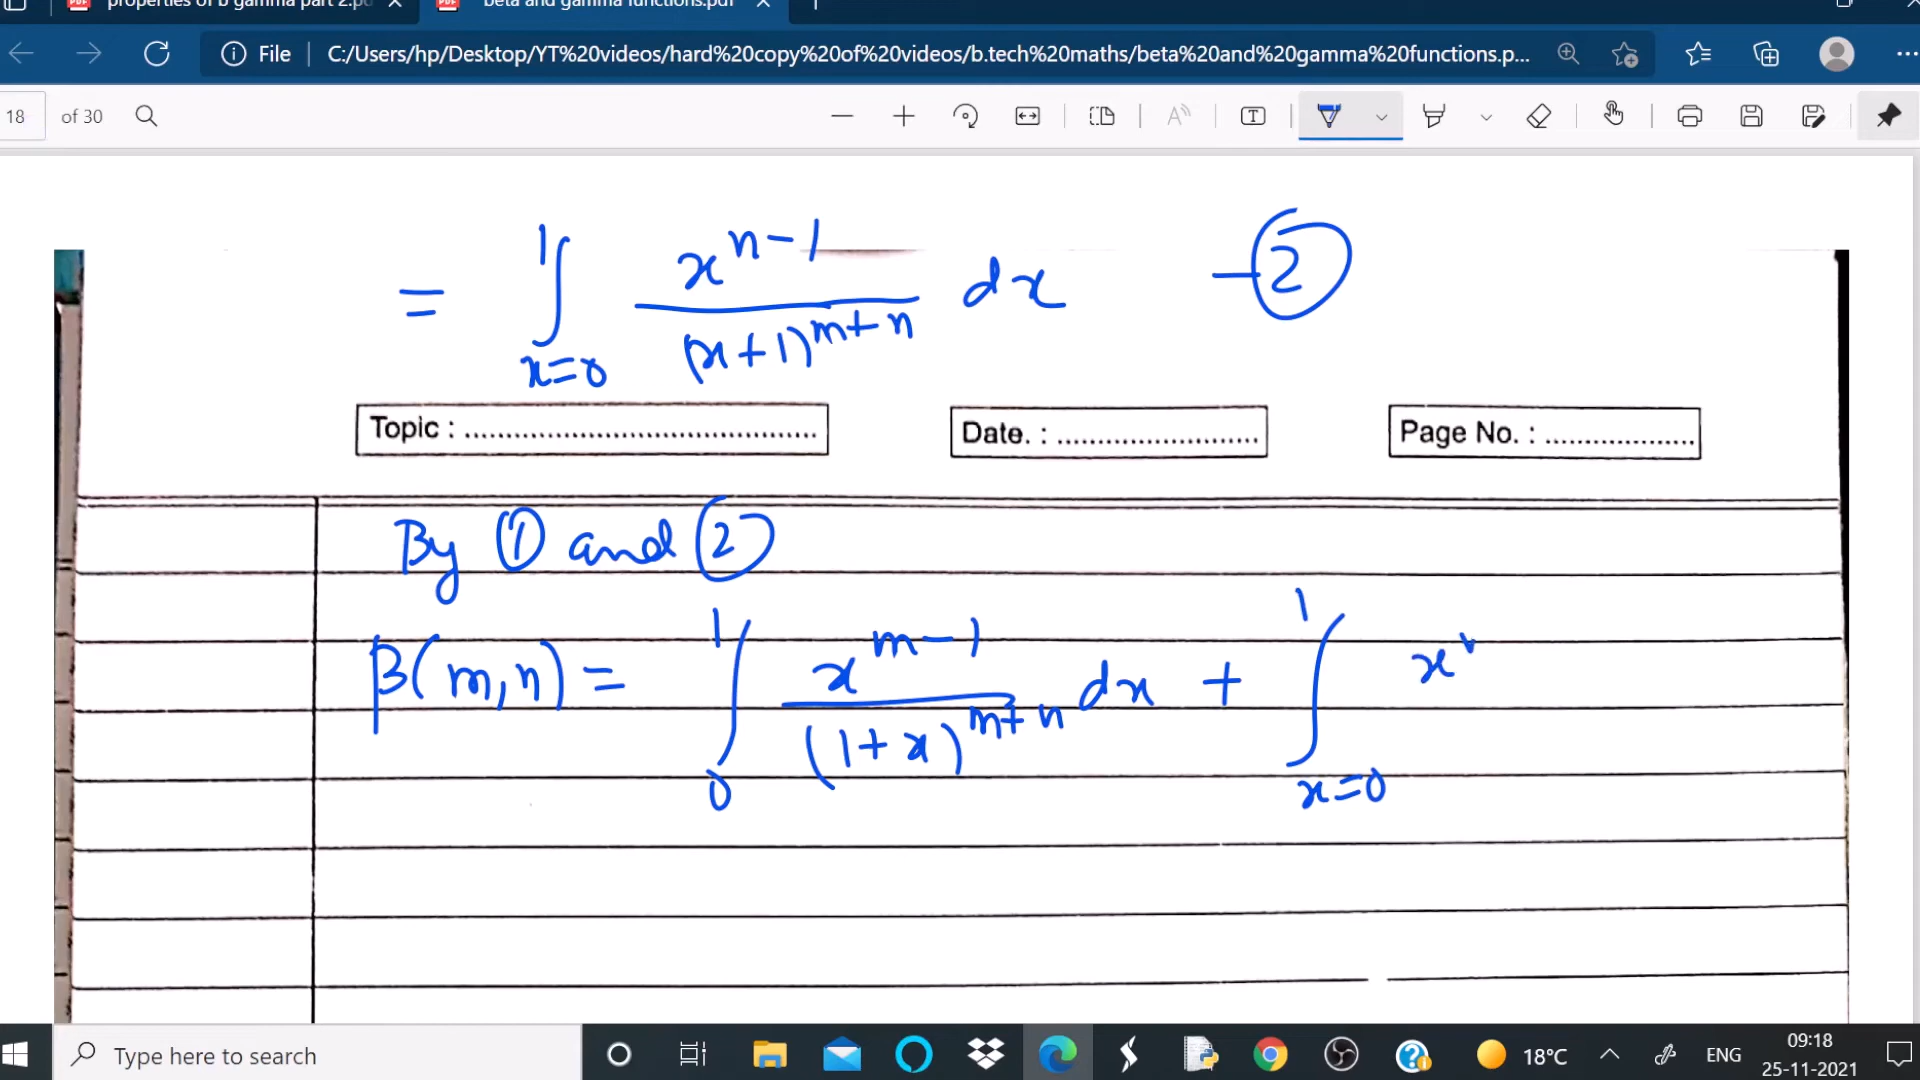 properties of b gamma part 2.pd
beta and gamma functions.pdf
File C:/Users/hp/Desktop/YT%20videos/hard%20copy%20of%20videos/b.tech%20maths/beta%20and%20gamma%20functions.p...
18 of 30
= ∫_{x=0}^{1} x^{n-1}/(x+1)^{m+n} dx —②
Topic : ........................................ Date. : ........................ Page No. : ..................
By ① and ②
β(m,n) = ∫_{0}^{1} x^{m-1}/(1+x)^{m+n} dx + ∫_{x=0}^{1} x
Type here to search 18°C ENG 09:18
25-11-2021